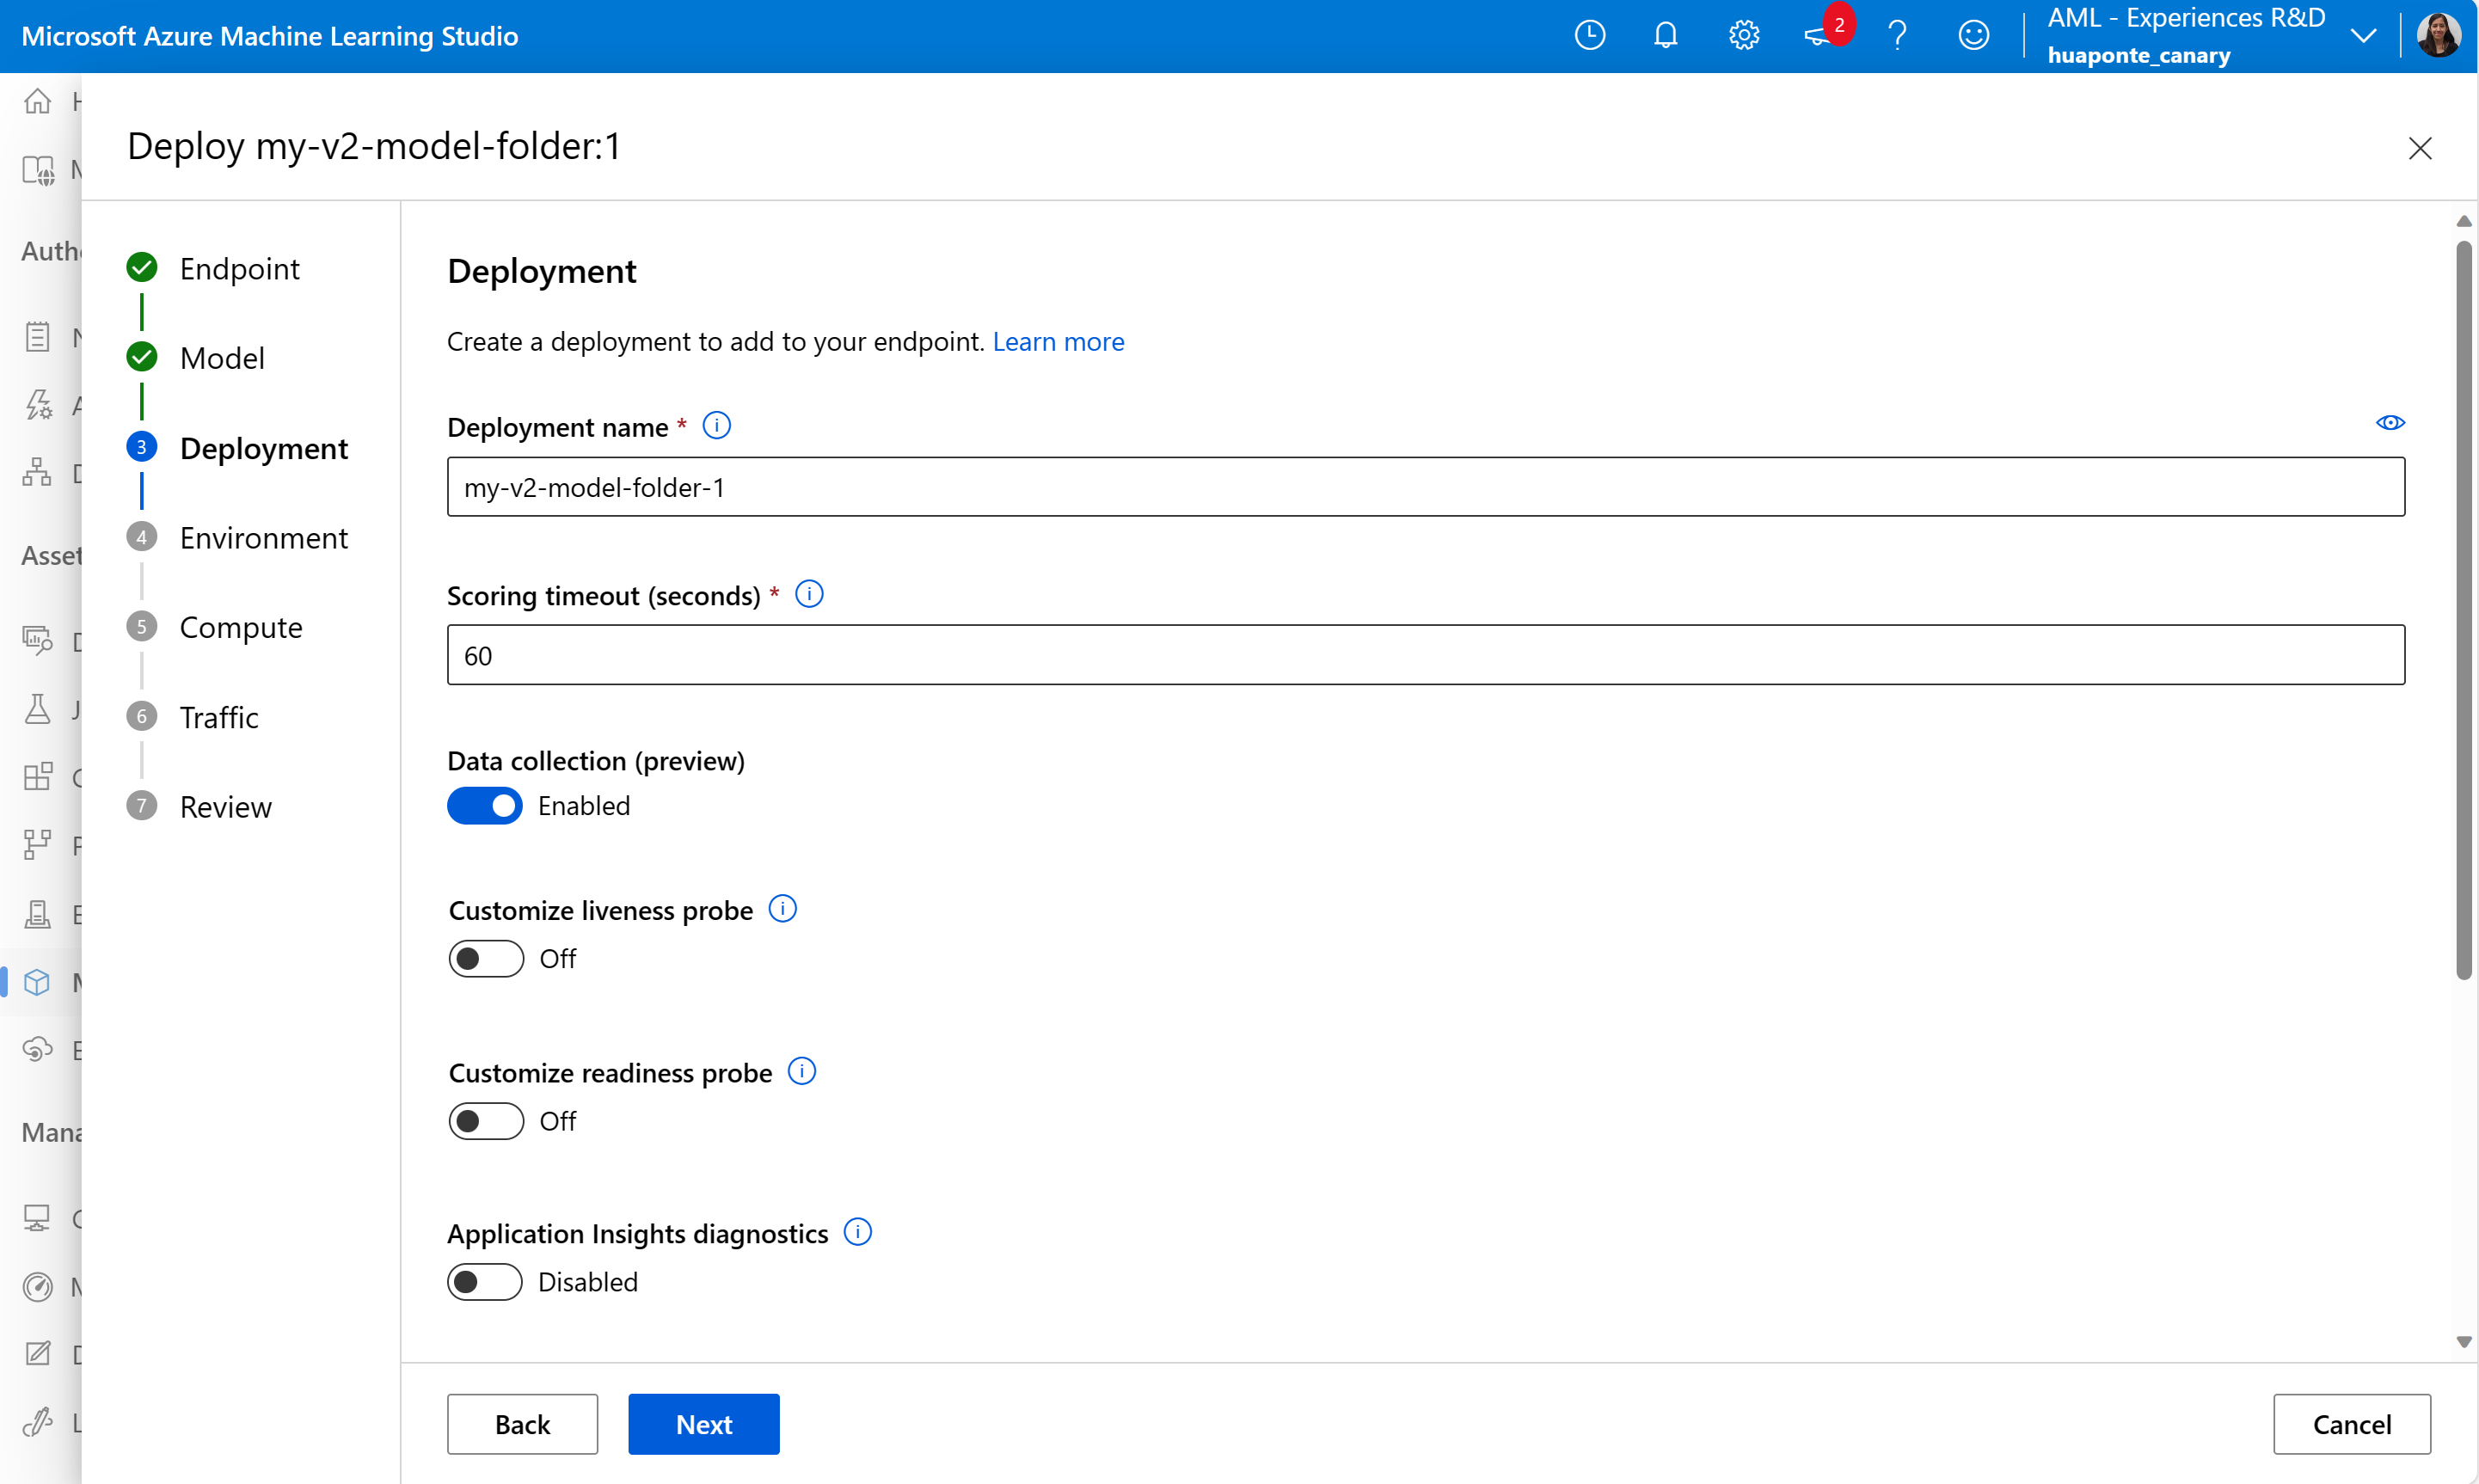 Microsoft Azure Machine Learning Studio
2
AML - Experiences R&D
huaponte_canary
Deploy my-v2-model-folder:1
Endpoint
Model
3 Deployment
4 Environment
5 Compute
6 Traffic
7 Review
Deployment
Create a deployment to add to your endpoint. Learn more
Deployment name *
my-v2-model-folder-1
Scoring timeout (seconds) *
60
Data collection (preview)
Enabled
Customize liveness probe
Off
Customize readiness probe
Off
Application Insights diagnostics
Disabled
Back
Next
Cancel